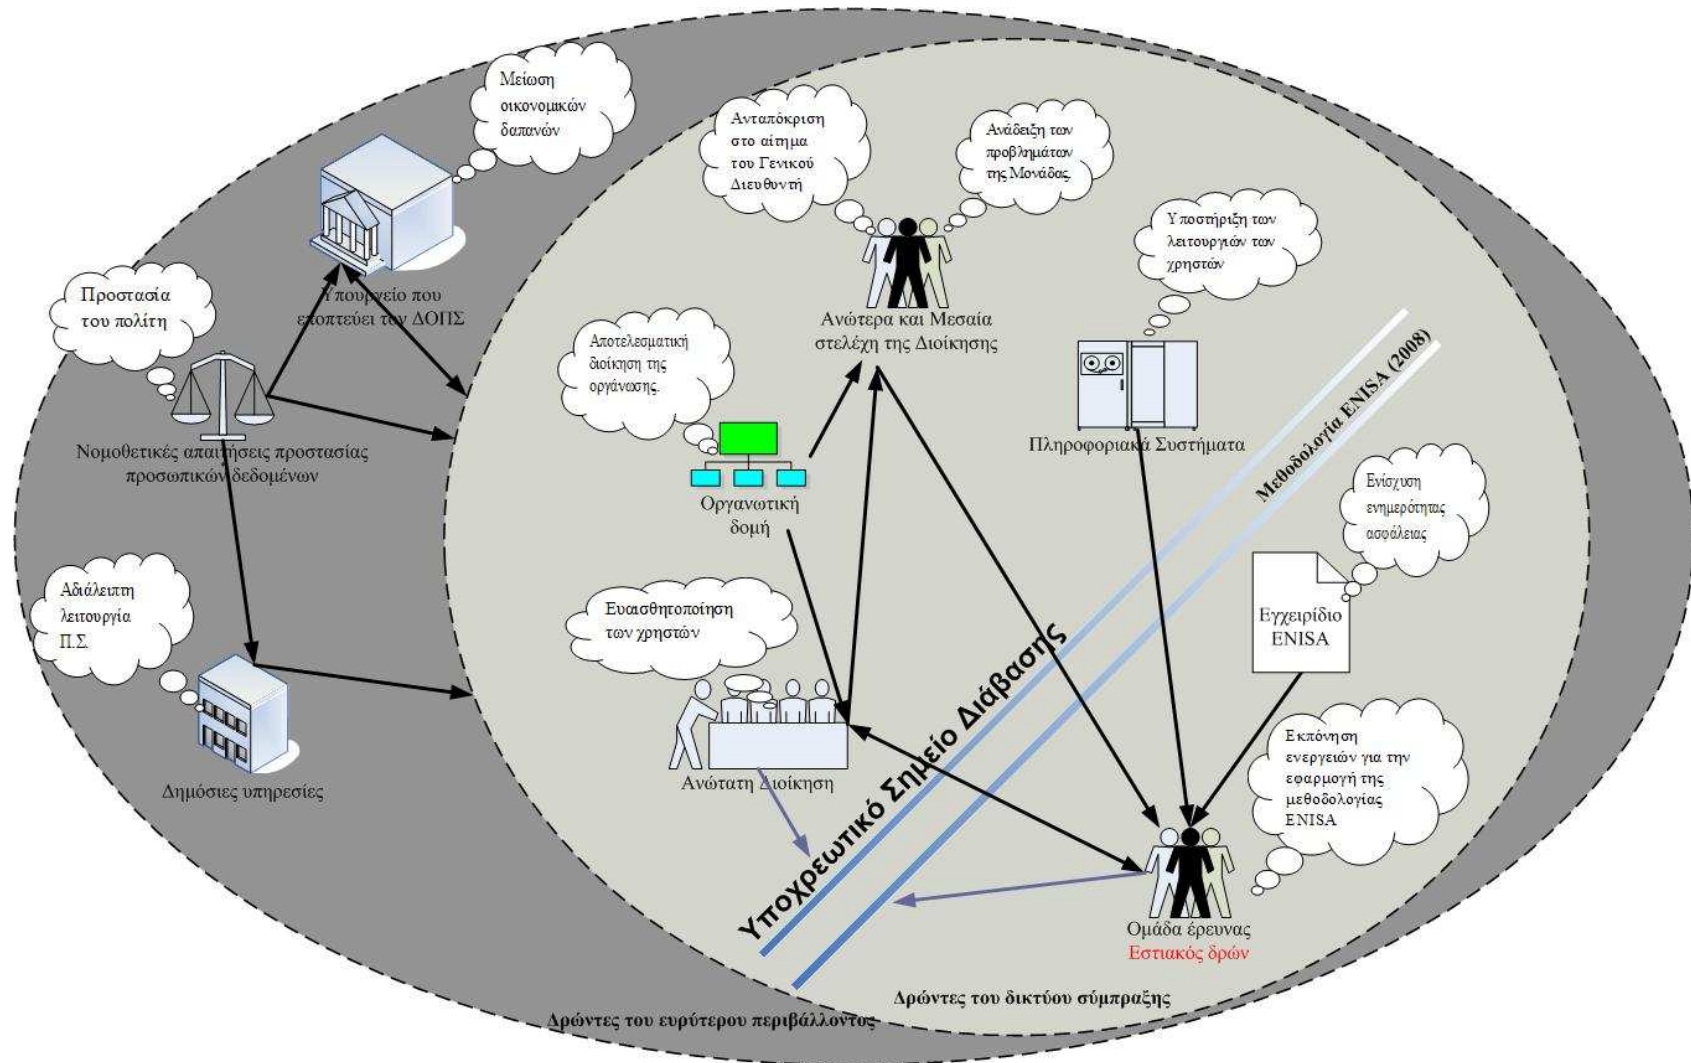 Μείωση
οικονομικών
δαπανών
Ανταπόκριση
στο αίτημα
του Γενικού
Διευθυντή
Ανάδειξη των
προβλημάτων
της Μονάδας.
Υποστήριξη των
λειτουργιών των
χρηστών
Προστασία
του πολίτη
Υπουργείο που
εποπτεύει τον ΔΟΠΣ
Ανώτερα και Μεσαία
στελέχη της Διοίκησης
Αποτελεσματική
διοίκηση της
οργάνωσης.
Μεθοδολογία ENISA (2008)
Νομοθετικές απαιτήσεις προστασίας
προσωπικών δεδομένων
Πληροφοριακά Συστήματα
Οργανωτική
δομή
Ενίσχυση
ενημερότητας
ασφάλειας
Αδιάλειπτη
λειτουργία
Π.Σ
Ευαισθητοποίηση
των χρηστών
Εγχειρίδιο
ENISA
Υποχρεωτικό Σημείο Διάβασης
Δημόσιες υπηρεσίες
Ανώτατη Διοίκηση
Εκπόνηση
ενεργειών για την
εφαρμογή της
μεθοδολογίας
ENISA
Ομάδα έρευνας
Εστιακός δρών
Δρώντες του δικτύου σύμπραξης
Δρώντες του ευρύτερου περιβάλλοντος